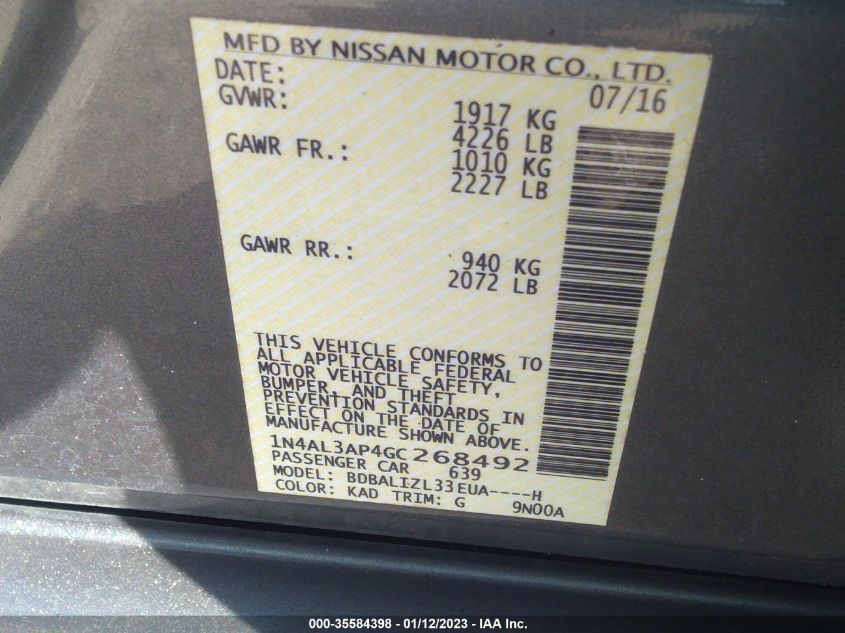 MFD BY NISSAN MOTOR CO., LTD.
DATE: 07/16
GVWR: 1917 KG
4226 LB
GAWR FR.: 1010 KG
2227 LB
GAWR RR.: 940 KG
2072 LB
THIS VEHICLE CONFORMS TO
ALL APPLICABLE FEDERAL
MOTOR VEHICLE SAFETY,
BUMPER, AND THEFT
PREVENTION STANDARDS IN
EFFECT ON THE DATE OF
MANUFACTURE SHOWN ABOVE.
1N4AL3AP4GC268492
PASSENGER CAR 639
MODEL: BDBALIZL33EUA----H
COLOR: KAD TRIM: G 9N00A
000-35584398 - 01/12/2023 - IAA Inc.